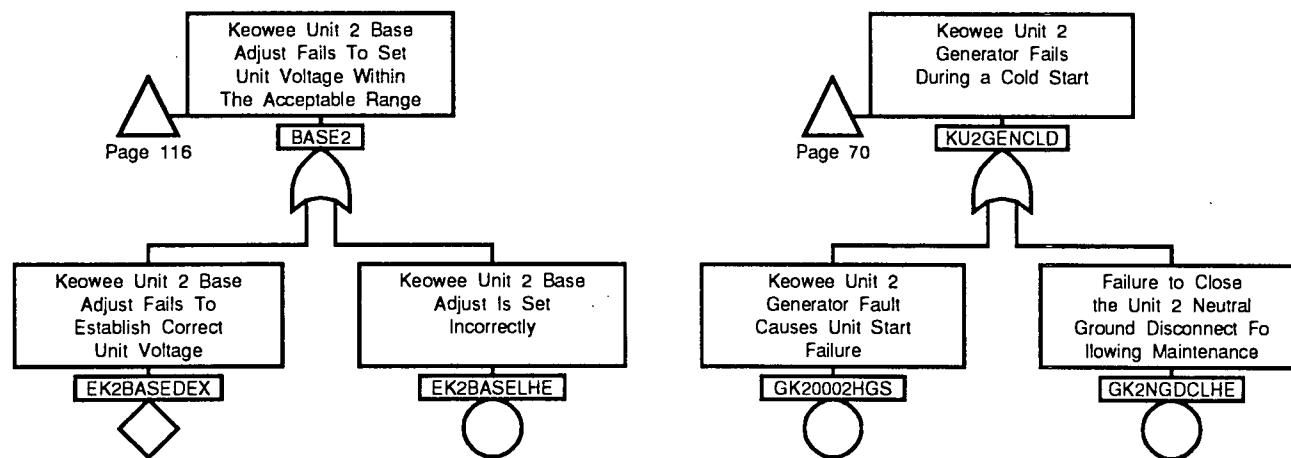 Keowee Unit 2 Base
Adjust Fails To Set
Unit Voltage Within
The Acceptable Range
Page 116
BASE2
Keowee Unit 2 Base
Adjust Fails To
Establish Correct
Unit Voltage
EK2BASEDEX
Keowee Unit 2 Base
Adjust Is Set
Incorrectly
EK2BASELHE
Keowee Unit 2
Generator Fails
During a Cold Start
Page 70
KU2GENCLD
Keowee Unit 2
Generator Fault
Causes Unit Start
Failure
GK20002HGS
Failure to Close
the Unit 2 Neutral
Ground Disconnect Fo
llowing Maintenance
GK2NGDCLHE